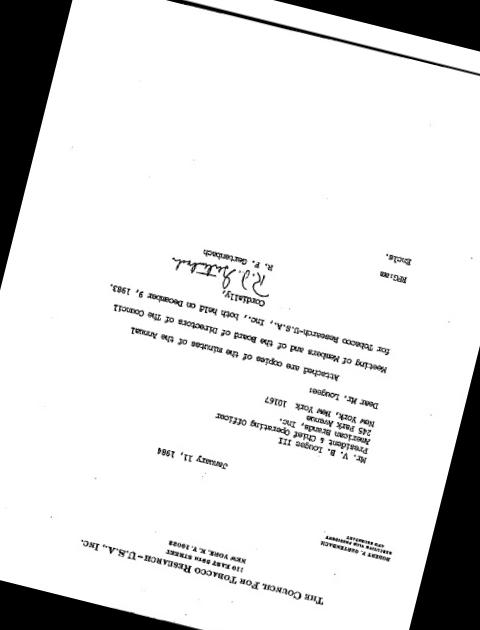 THE COUNCIL FOR TOBACCO RESEARCH-U.S.A., INC.
110 EAST 59TH STREET
NEW YORK, N. Y. 10022
ROBERT F. GERTENBACH
EXECUTIVE VICE PRESIDENT
AND SECRETARY
January 11, 1984
Mr. V. B. Lougee III
President & Chief Operating Officer
American Brands, Inc.
245 Park Avenue
New York, New York 10167
Dear Mr. Lougee:
Attached are copies of the minutes of the Annual
Meeting of Members and of the Board of Directors of The Council
for Tobacco Research-U.S.A., Inc., both held on December 9, 1983.
Cordially,
R. F. Gertenbach
R. F. Gertenbach
RFG:am
Encls.